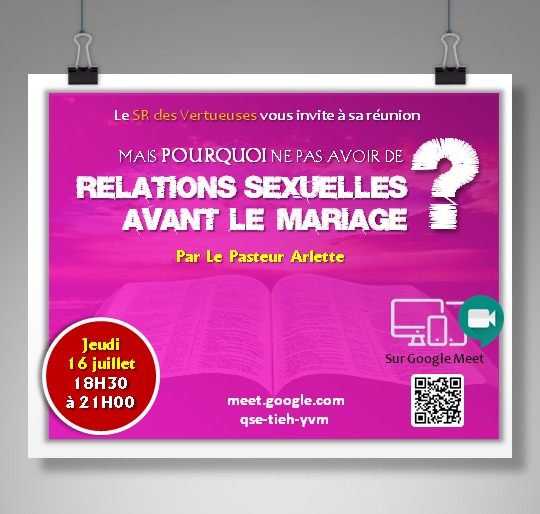 Le SR des Vertueuses vous invite à sa réunion
MAIS POURQUOI NE PAS AVOIR DE
RELATIONS SEXUELLES
AVANT LE MARIAGE ?
Par Le Pasteur Arlette
Jeudi
16 juillet
18H30
à 21H00
Sur Google Meet
meet.google.com
qse-tieh-yvm